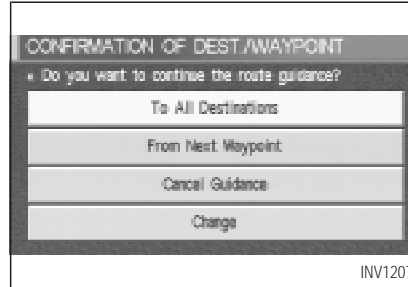 CONFIRMATION OF DEST./WAYPOINT
Do you want to continue the route guidance?
To All Destinations
From Next Waypoint
Cancel Guidance
Change
INV1207